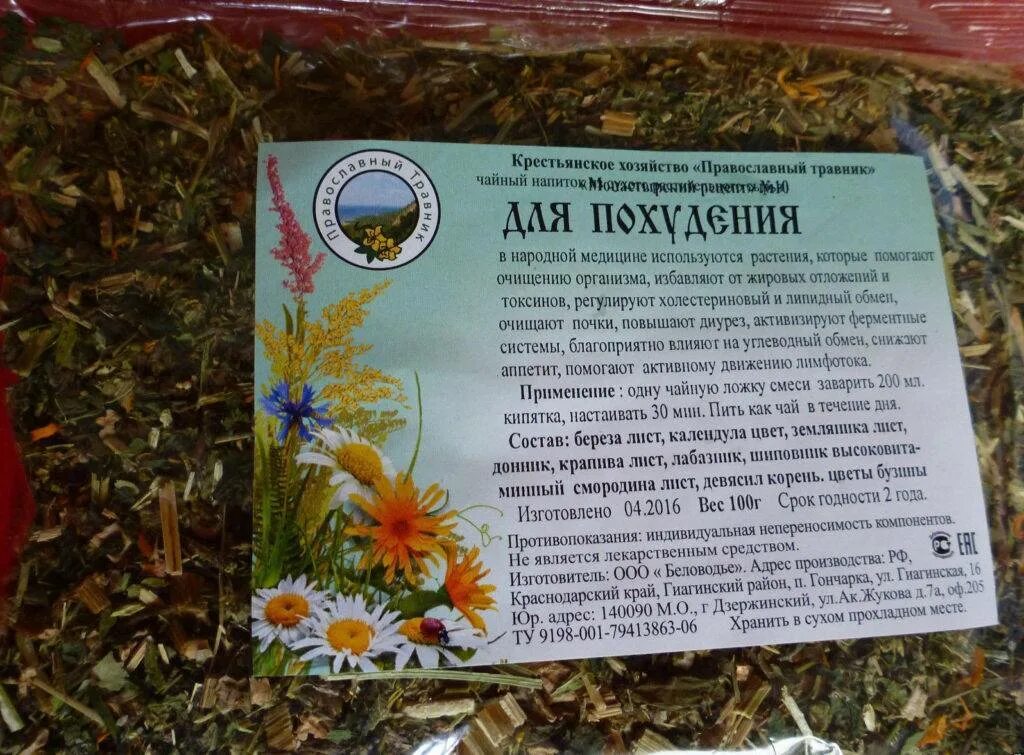 Православный Травник
Крестьянское хозяйство «Православный травник»
чайный напиток «Монастырский рецепт» №10
ДЛЯ ПОХУДЕНИЯ
в народной медицине используются растения, которые помогают
очищению организма, избавляют от жировых отложений и
токсинов, регулируют холестериновый и липидный обмен,
очищают почки, повышают диурез, активизируют ферментные
системы, благоприятно влияют на углеводный обмен, снижают
аппетит, помогают активному движению лимфотока.
Применение : одну чайную ложку смеси заварить 200 мл.
кипятка, настаивать 30 мин. Пить как чай в течение дня.
Состав: береза лист, календула цвет, земляника лист,
донник, крапива лист, лабазник, шиповник высоковита-
минный смородина лист, девясил корень. цветы бузины
Изготовлено 04.2016 Вес 100г Срок годности 2 года.
Противопоказания: индивидуальная непереносимость компонентов.
Не является лекарственным средством.
Изготовитель: ООО « Беловодье». Адрес производства: РФ,
Краснодарский край, Гиагинский район, п. Гончарка, ул. Гиагинская, 16
Юр. адрес: 140090 М.О., г Дзержинский, ул.Ак.Жукова д.7а, оф.205
ТУ 9198-001-79413863-06 Хранить в сухом прохладном месте.
РС ЕАС